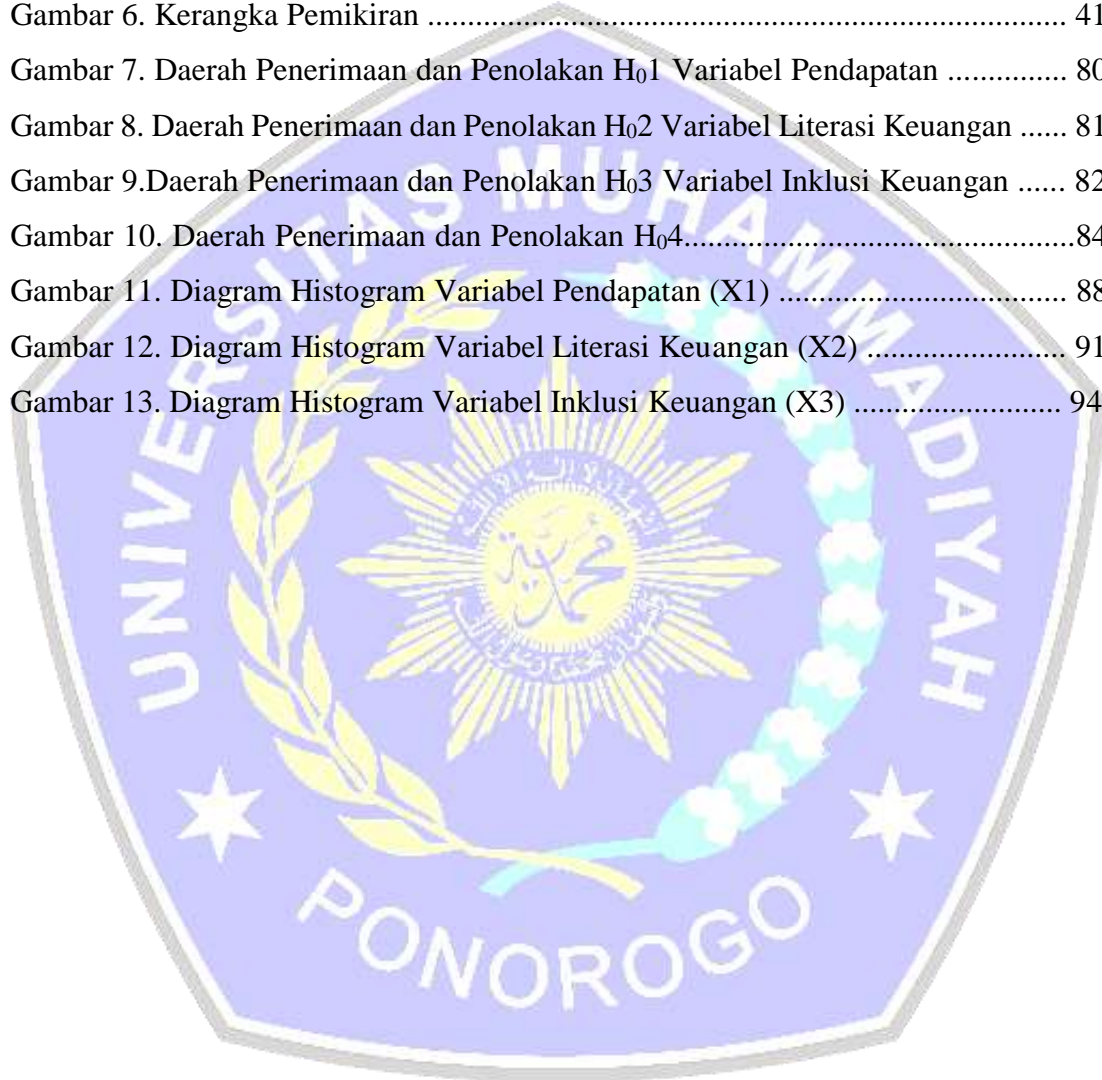 Gambar 6. Kerangka Pemikiran ............................................................................... 41
Gambar 7. Daerah Penerimaan dan Penolakan H₀1 Variabel Pendapatan ............... 80
Gambar 8. Daerah Penerimaan dan Penolakan H₀2 Variabel Literasi Keuangan ...... 81
Gambar 9.Daerah Penerimaan dan Penolakan H₀3 Variabel Inklusi Keuangan ...... 82
Gambar 10. Daerah Penerimaan dan Penolakan H₀4................................................84
Gambar 11. Diagram Histogram Variabel Pendapatan (X1) .................................... 88
Gambar 12. Diagram Histogram Variabel Literasi Keuangan (X2) ........................ 91
Gambar 13. Diagram Histogram Variabel Inklusi Keuangan (X3) ......................... 94
UNIVERSITAS MUHAMMADIYAH
محمدية
PONOROGO